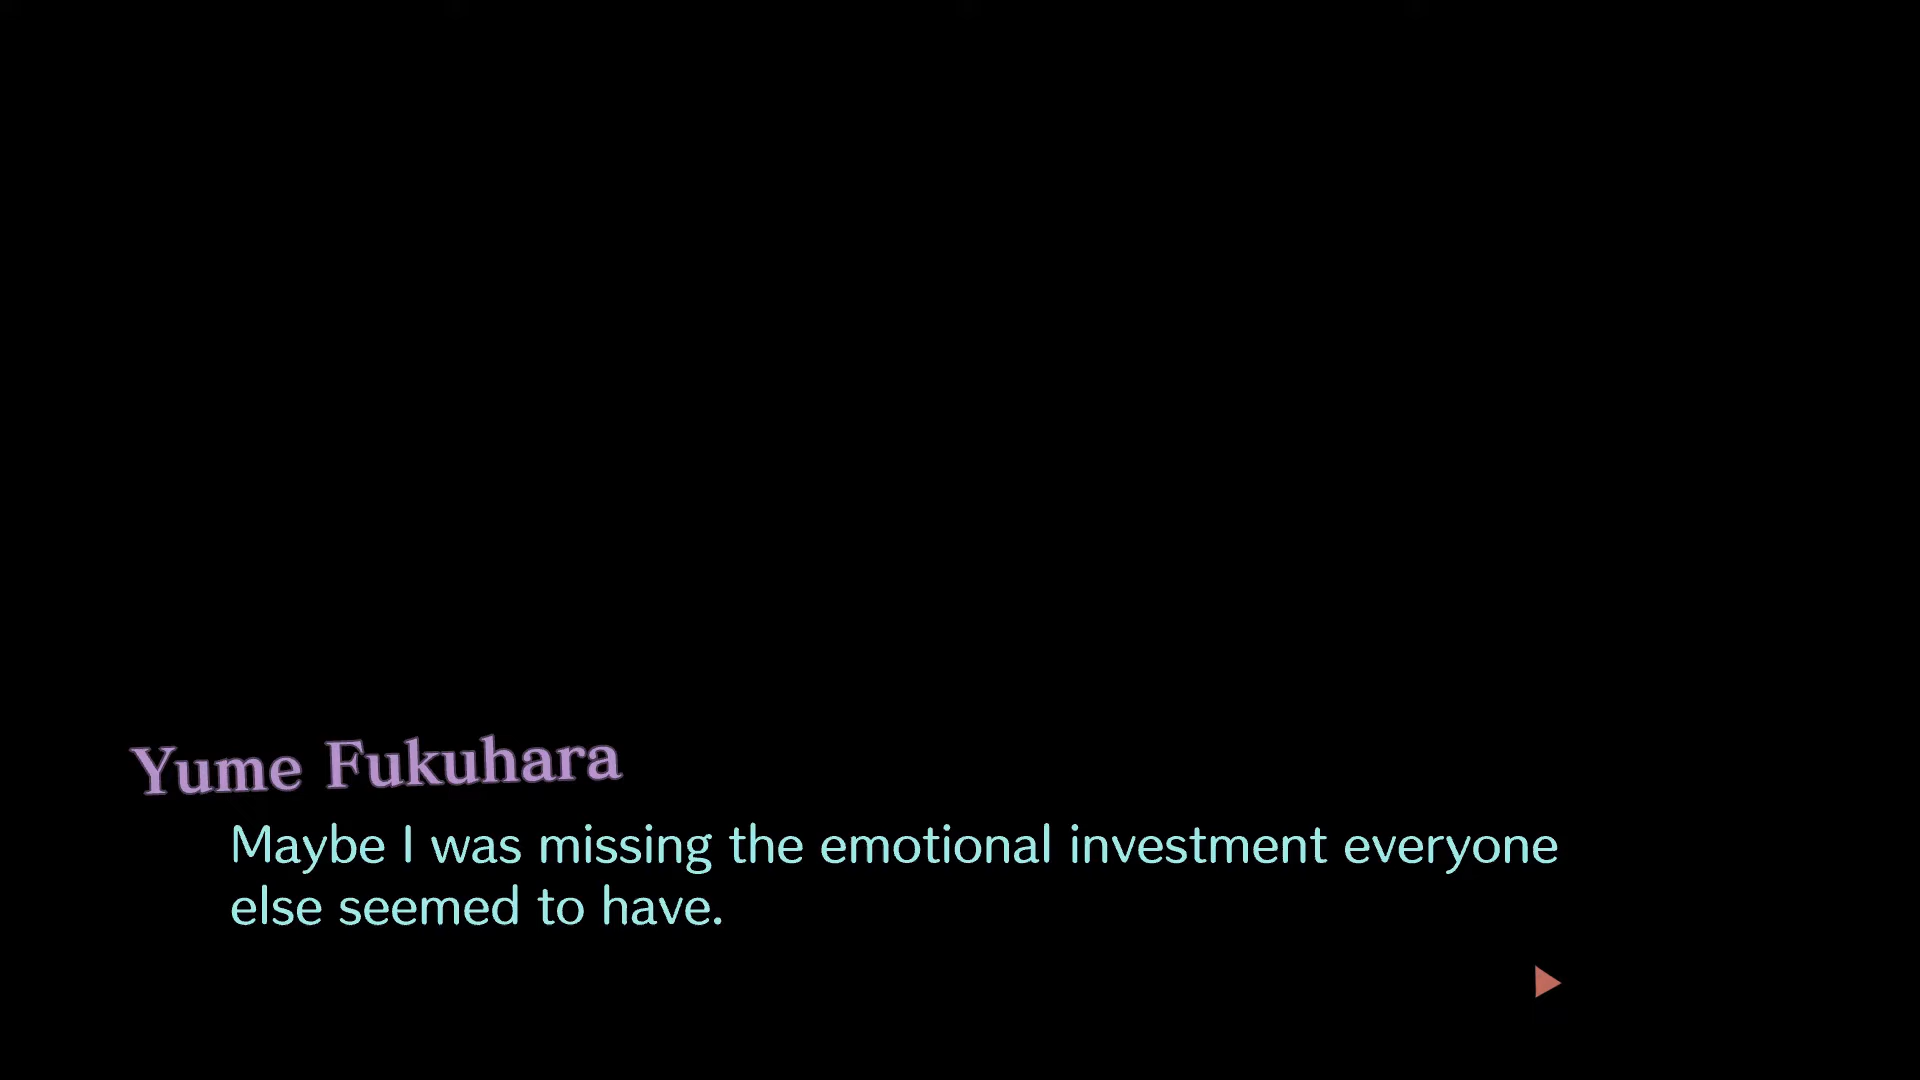 Yume Fukuhara
Maybe I was missing the emotional investment everyone
else seemed to have.